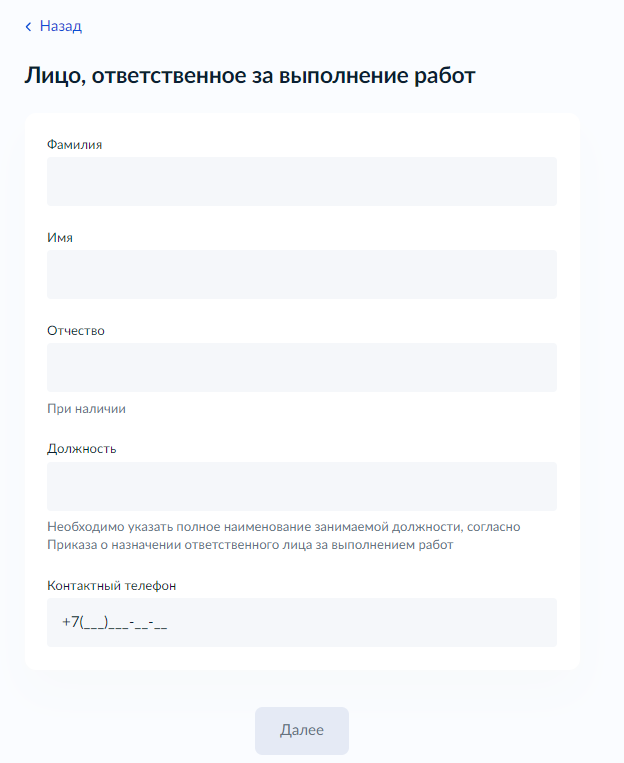 Назад
Лицо, ответственное за выполнение работ
Фамилия
Имя
Отчество
При наличии
Должность
Необходимо указать полное наименование занимаемой должности, согласно
Приказа о назначении ответственного лица за выполнением работ
Контактный телефон
+7(___)___-__-__
Далее